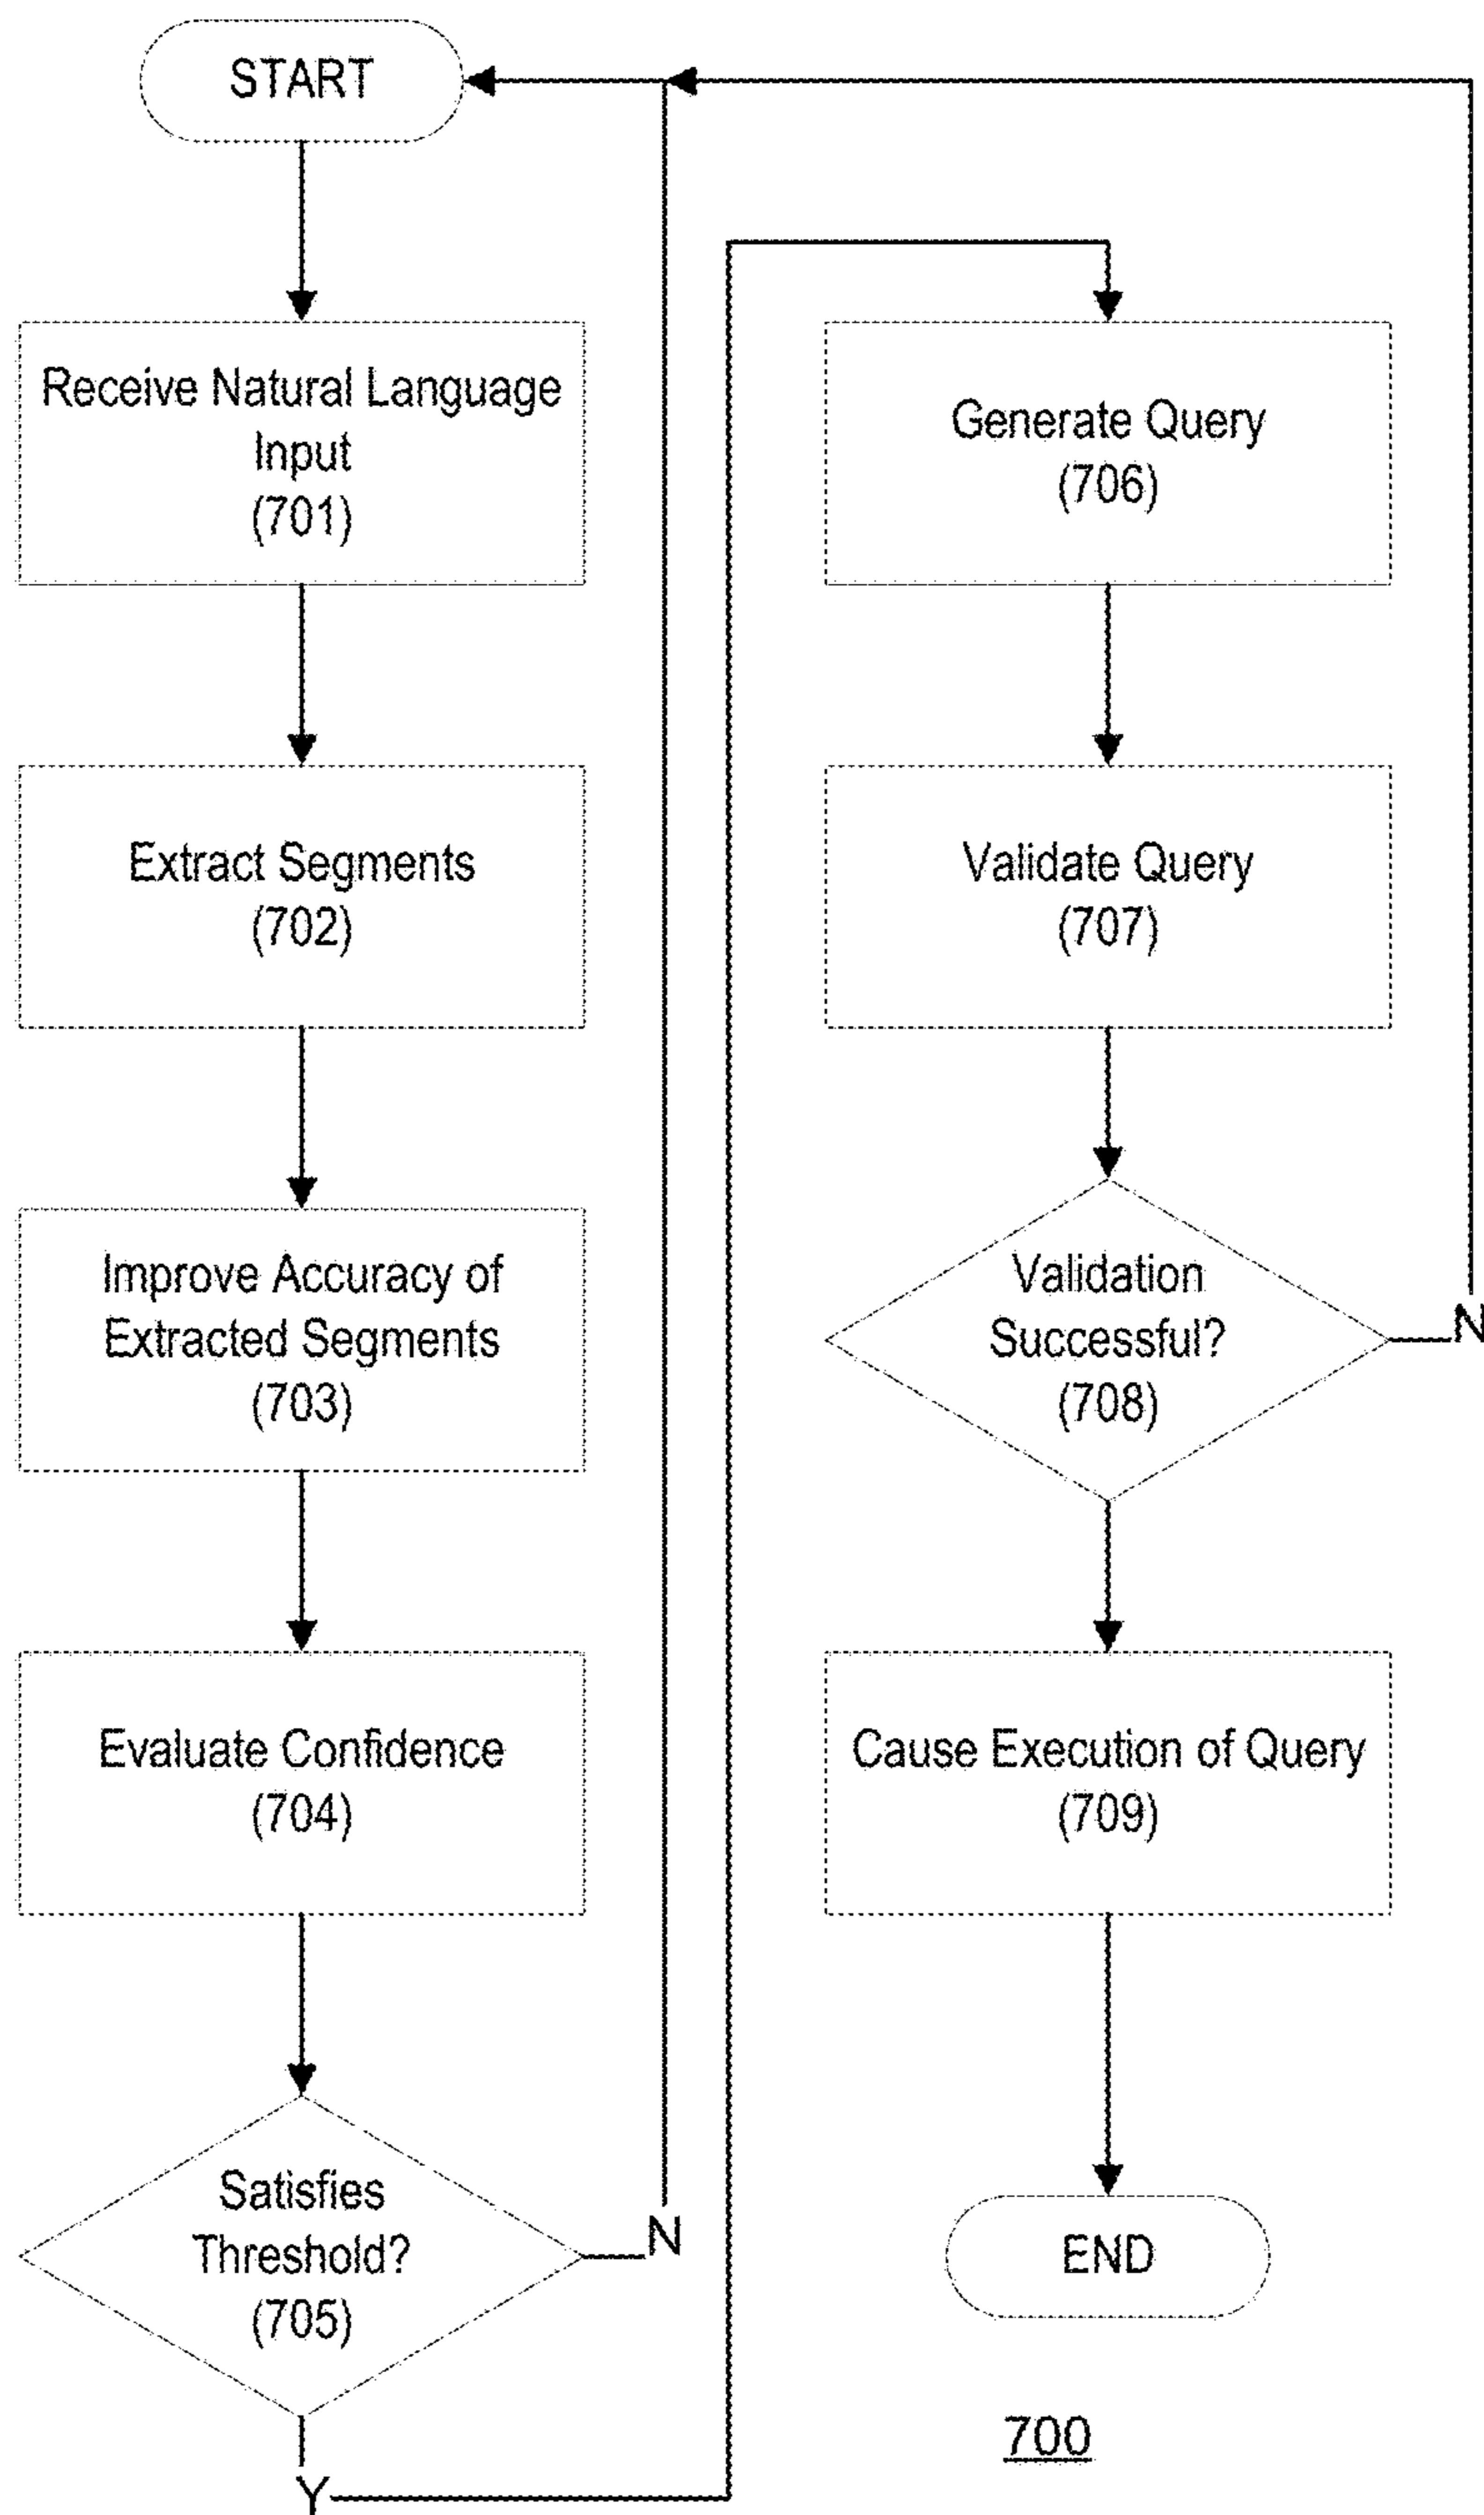 START
Receive Natural Language
Input
(701)
Extract Segments
(702)
Improve Accuracy of
Extracted Segments
(703)
Evaluate Confidence
(704)
Satisfies
Threshold?
(705)
N
Y
Generate Query
(706)
Validate Query
(707)
Validation
Successful?
(708)
N
Cause Execution of Query
(709)
END
700